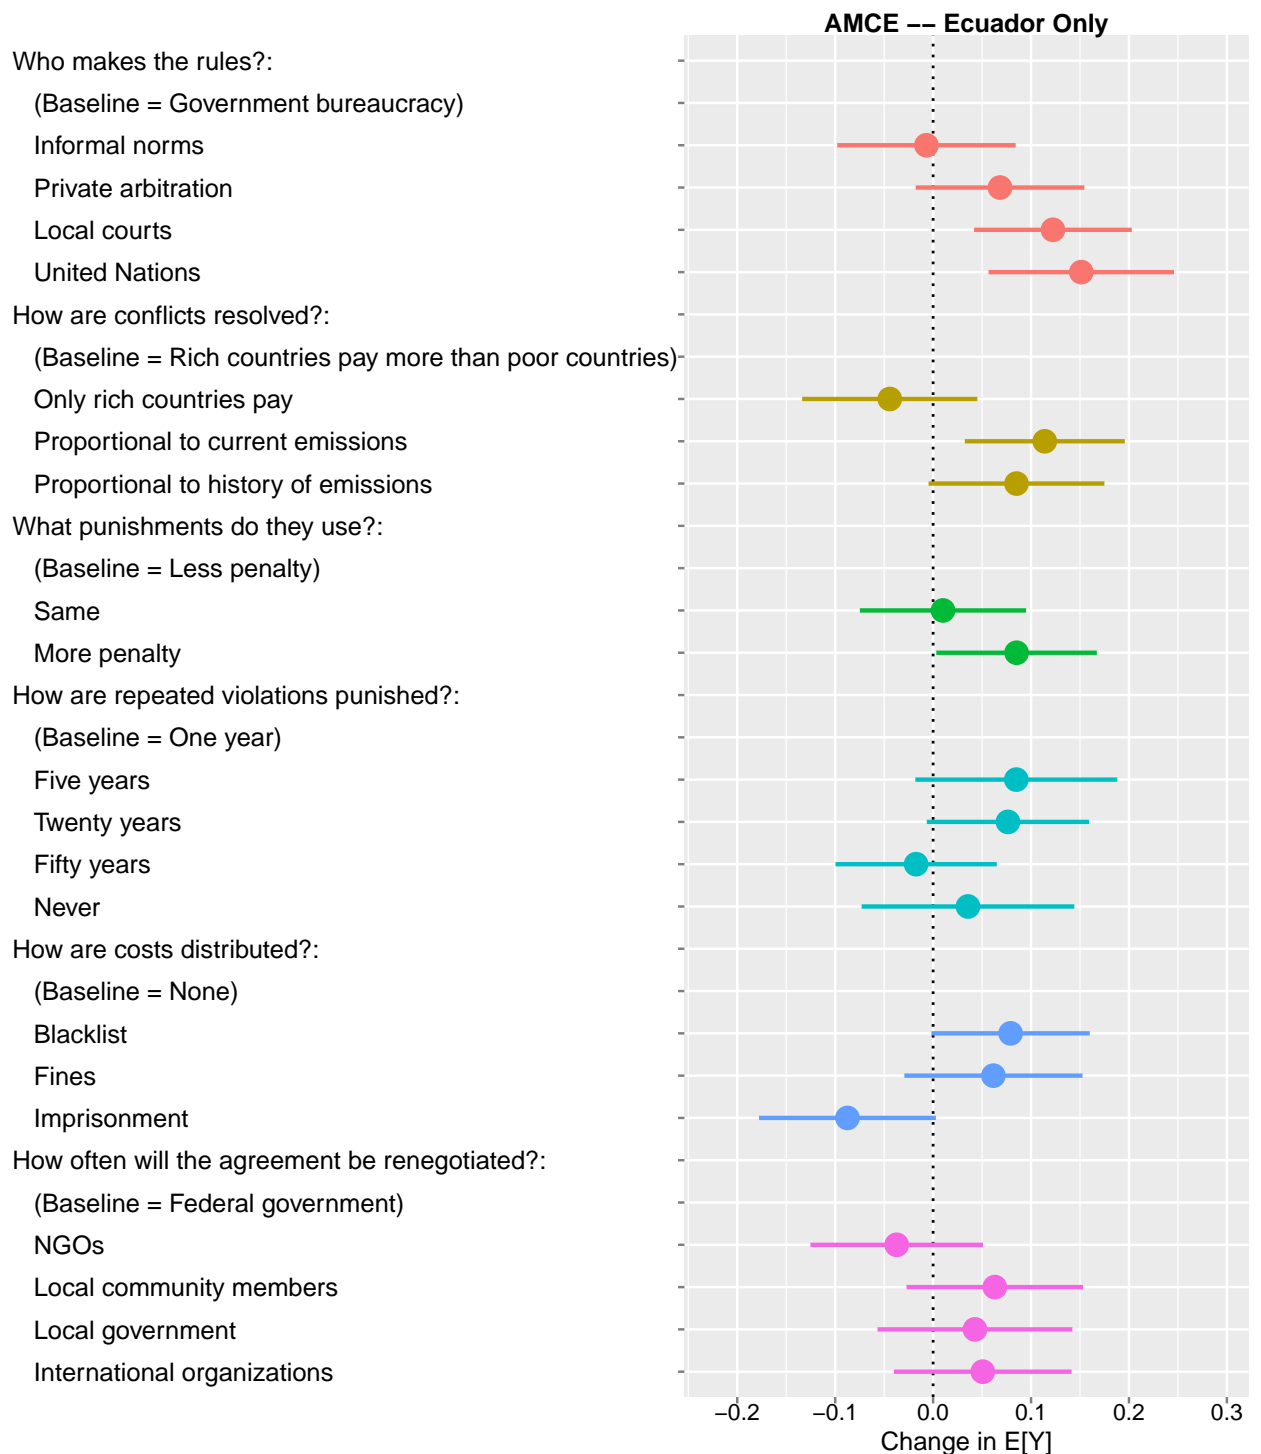 AMCE –– Ecuador Only
Who makes the rules?:
(Baseline = Government bureaucracy)
Informal norms
Private arbitration
Local courts
United Nations
How are conflicts resolved?:
(Baseline = Rich countries pay more than poor countries)
Only rich countries pay
Proportional to current emissions
Proportional to history of emissions
What punishments do they use?:
(Baseline = Less penalty)
Same
More penalty
How are repeated violations punished?:
(Baseline = One year)
Five years
Twenty years
Fifty years
Never
How are costs distributed?:
(Baseline = None)
Blacklist
Fines
Imprisonment
How often will the agreement be renegotiated?:
(Baseline = Federal government)
NGOs
Local community members
Local government
International organizations
−0.2 −0.1 0.0 0.1 0.2 0.3
Change in E[Y]